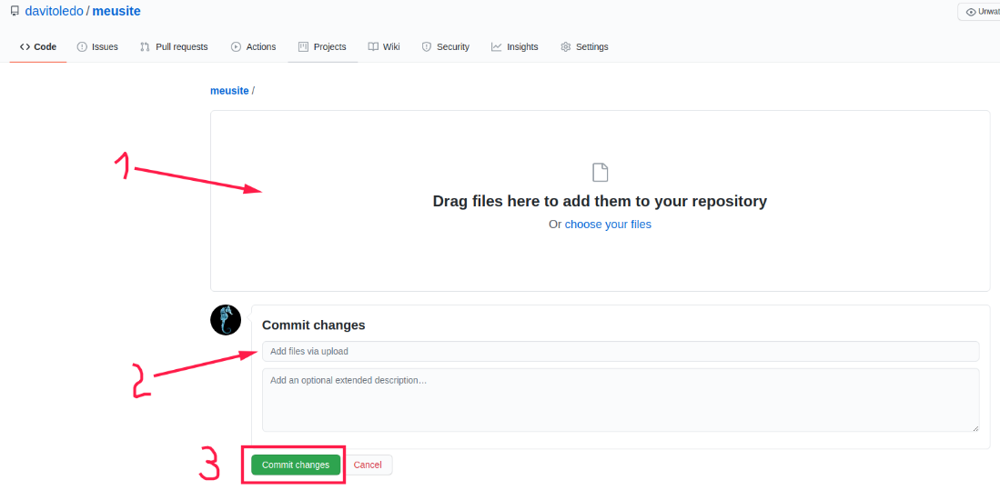 davitoledo / meusite
Unwat
Code Issues Pull requests Actions Projects Wiki Security Insights Settings
meusite /
1
Drag files here to add them to your repository
Or choose your files
Commit changes
2
Add files via upload
Add an optional extended description…
3
Commit changes Cancel